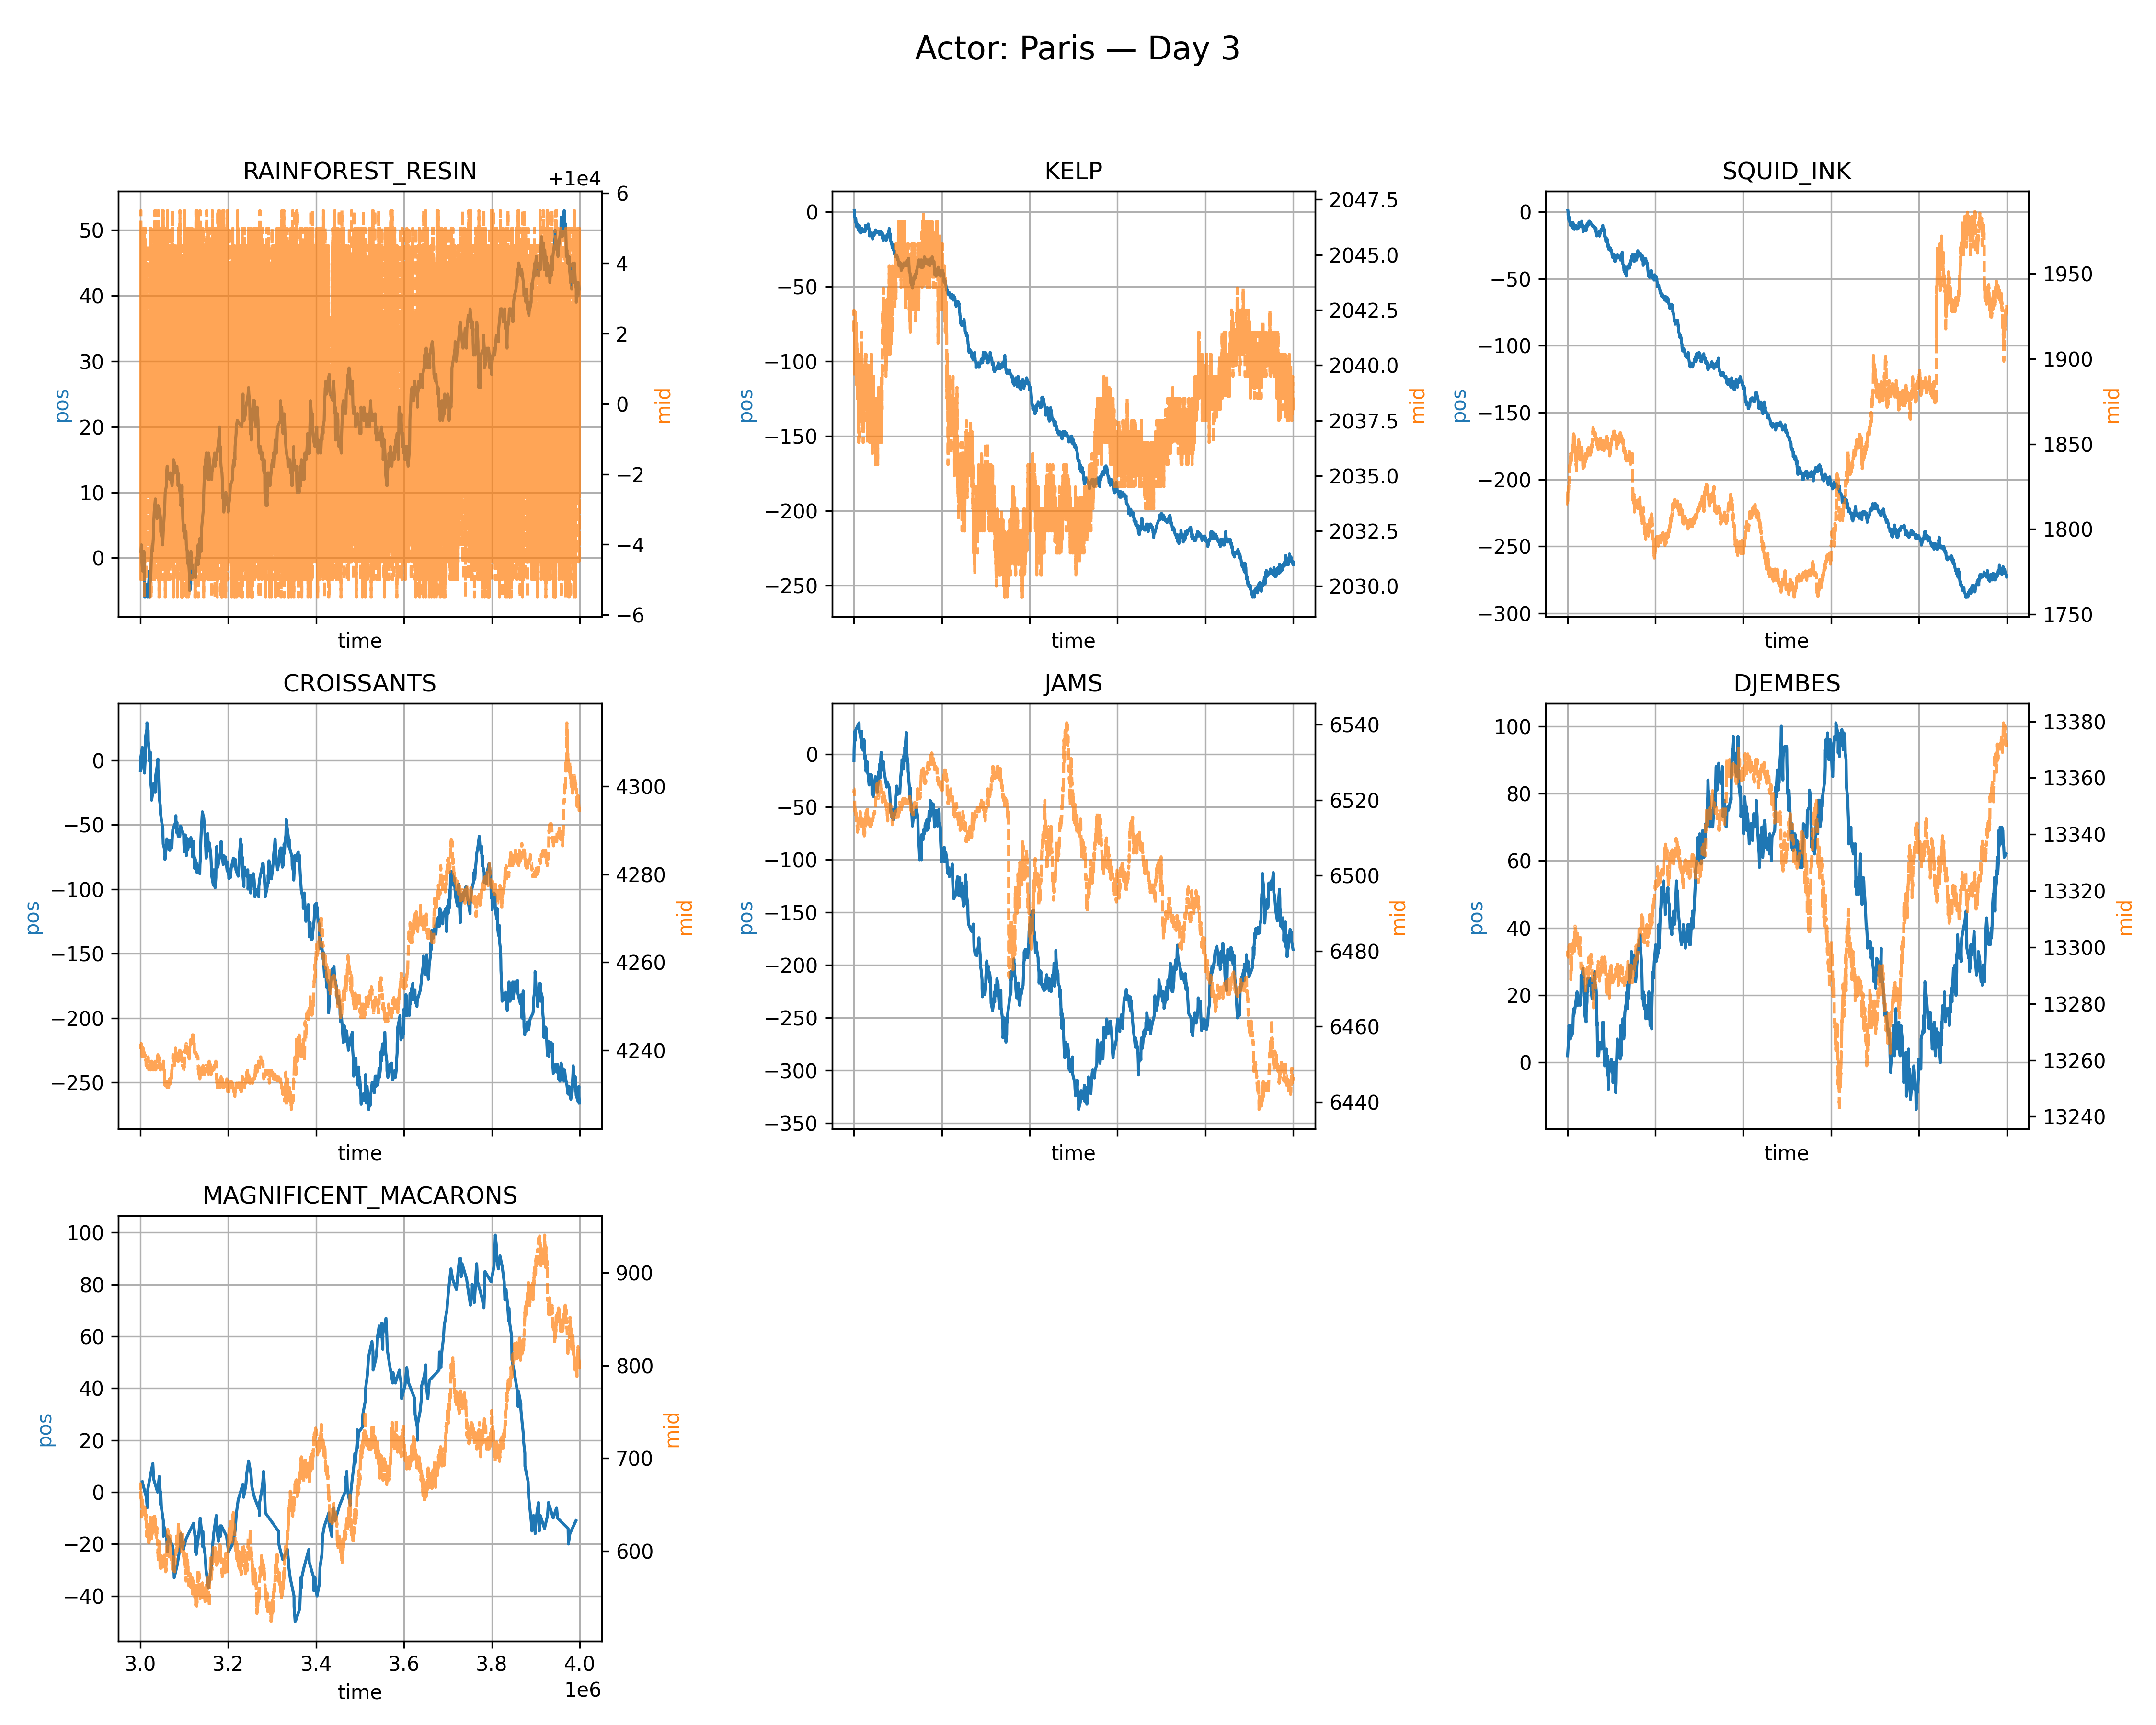 Actor: Paris — Day 3
RAINFOREST_RESIN
+1e4
50
40
30
20
10
0
pos
6
4
2
0
−2
−4
−6
mid
time
KELP
0
−50
−100
−150
−200
−250
pos
2047.5
2045.0
2042.5
2040.0
2037.5
2035.0
2032.5
2030.0
mid
time
SQUID_INK
0
−50
−100
−150
−200
−250
−300
pos
1950
1900
1850
1800
1750
mid
time
CROISSANTS
0
−50
−100
−150
−200
−250
pos
4300
4280
4260
4240
mid
time
JAMS
0
−50
−100
−150
−200
−250
−300
−350
pos
6540
6520
6500
6480
6460
6440
mid
time
DJEMBES
100
80
60
40
20
0
pos
13380
13360
13340
13320
13300
13280
13260
13240
mid
time
MAGNIFICENT_MACARONS
100
80
60
40
20
0
−20
−40
pos
900
800
700
600
mid
3.0 3.2 3.4 3.6 3.8 4.0
1e6
time